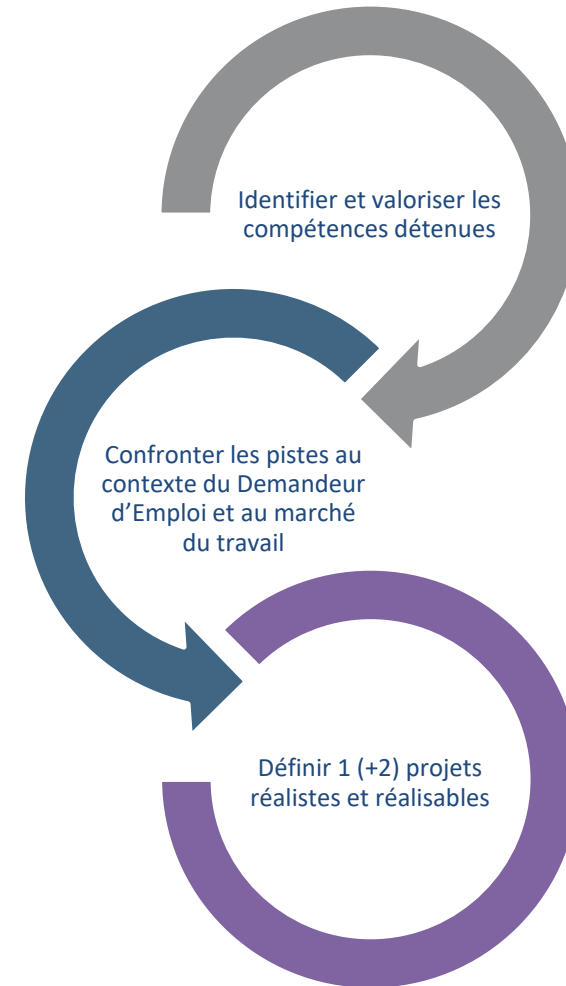 Identifier et valoriser les
compétences détenues
Confronter les pistes au
contexte du Demandeur
d’Emploi et au marché
du travail
Définir 1 (+2) projets
réalistes et réalisables